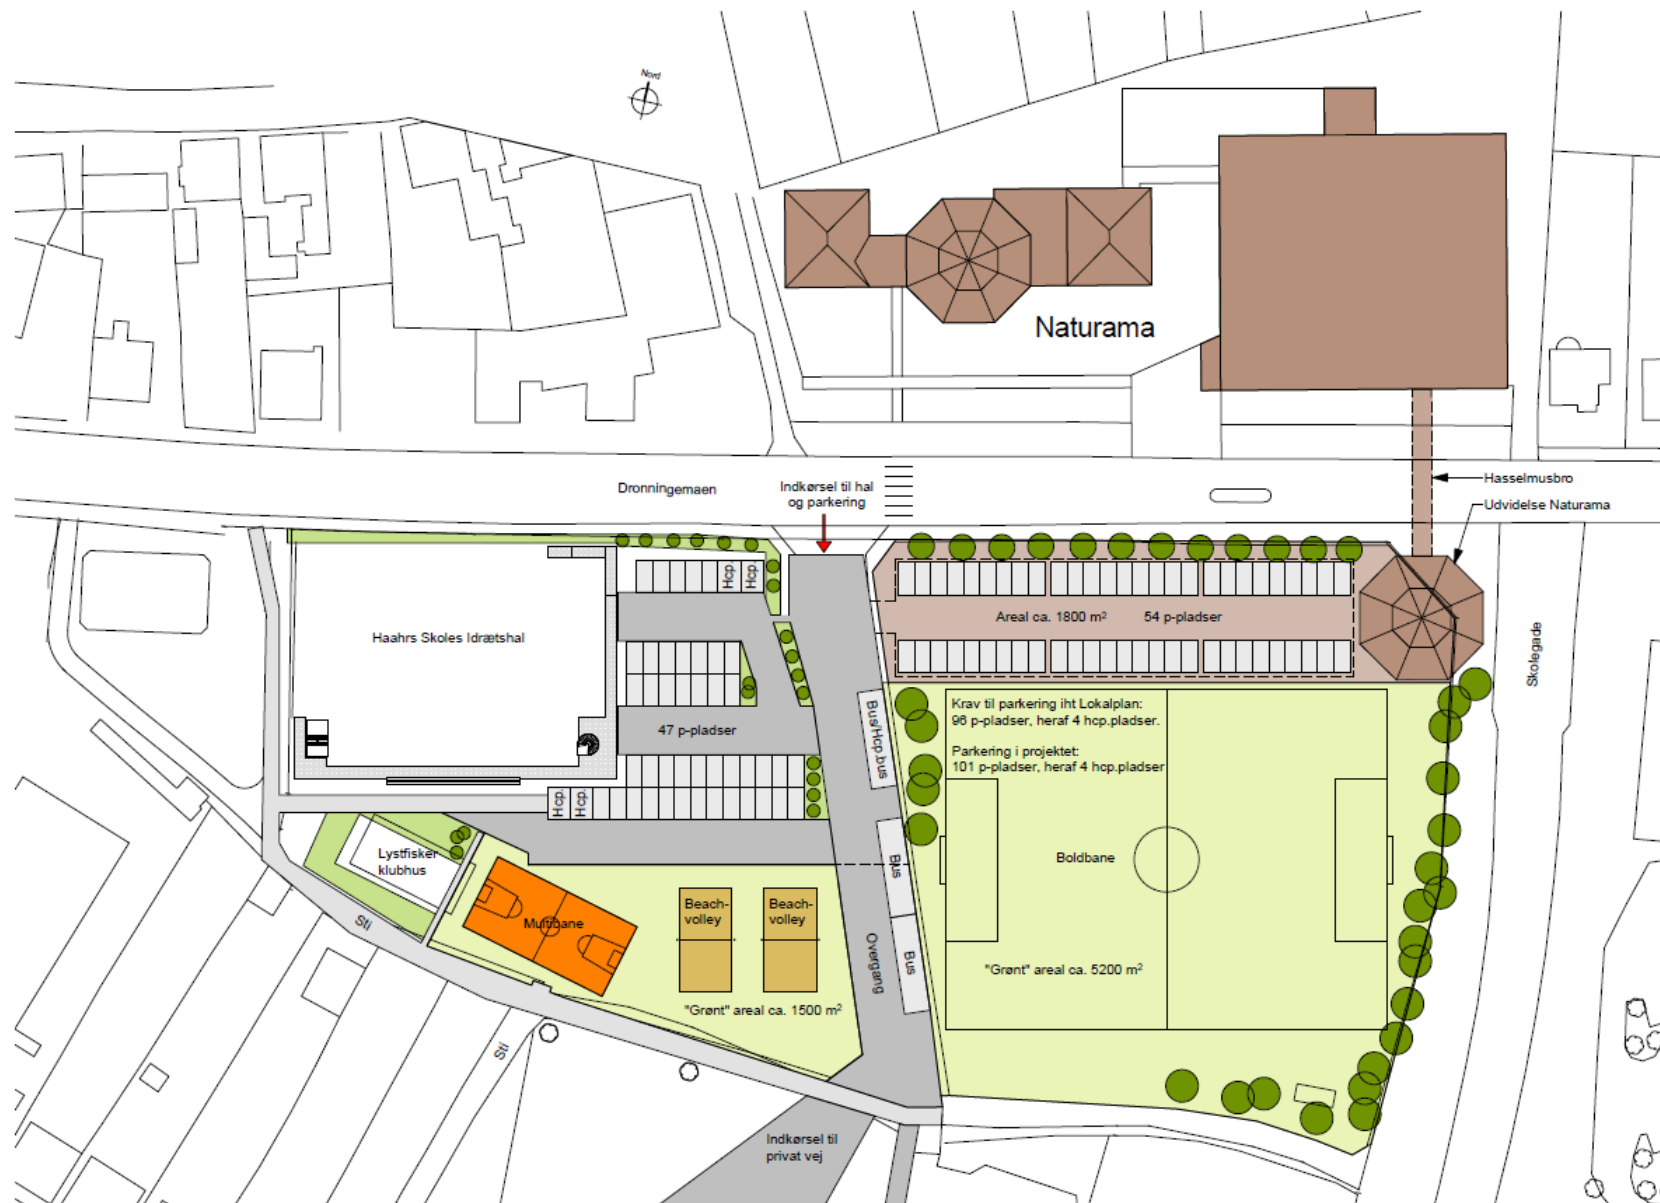 Nord
Naturama
Hasselmusbro
Udvidelse Naturama
Dronningemaen
Indkørsel til hal
og parkering
Hcp.
Hcp.
Haahrs Skoles Idrætshal
Areal ca. 1800 m² 54 p-pladser
Skolegade
47 p-pladser
Bus/Hcp.bus
Krav til parkering iht Lokalplan:
96 p-pladser, heraf 4 hcp.pladser.
Parkering i projektet:
101 p-pladser, heraf 4 hcp.pladser
Hcp.
Hcp.
Lystfisker
klubhus
Bus
Boldbane
Multibane
Beach-
volley
Beach-
volley
Sti
Overgang
Bus
"Grønt" areal ca. 5200 m²
"Grønt" areal ca. 1500 m²
Sti
Indkørsel til
privat vej